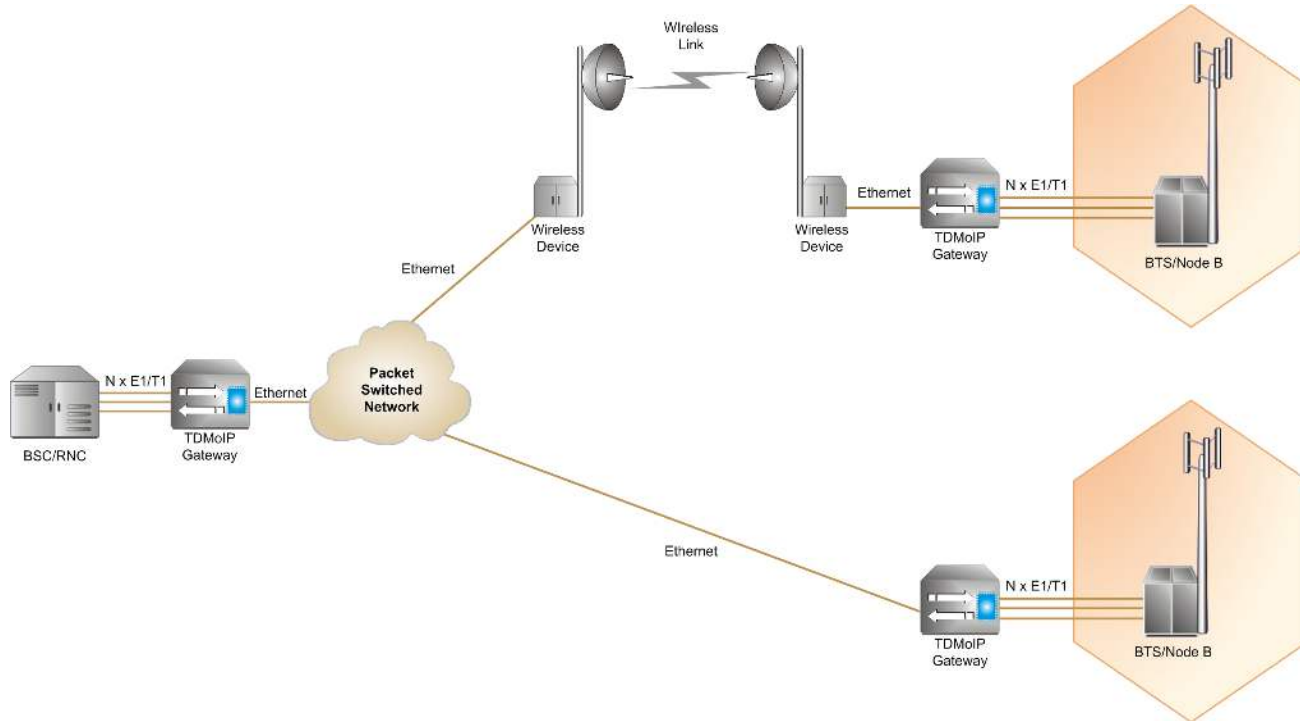 WIreless
Link
Ethernet
N x E1/T1
Wireless
Device
Wireless
Device
TDMoIP
Gateway
BTS/Node B
Ethernet
Packet
Switched
Network
N x E1/T1
Ethernet
BSC/RNC
TDMoIP
Gateway
Ethernet
N x E1/T1
TDMoIP
Gateway
BTS/Node B